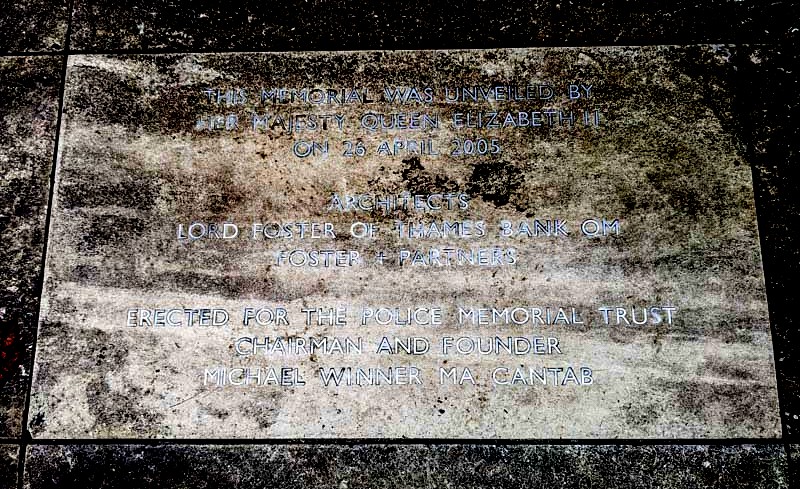 THIS MEMORIAL WAS UNVEILED BY
HER MAJESTY QUEEN ELIZABETH II
ON 26 APRIL 2005
ARCHITECTS
LORD FOSTER OF THAMES BANK OM
FOSTER + PARTNERS
ERECTED FOR THE POLICE MEMORIAL TRUST
CHAIRMAN AND FOUNDER
MICHAEL WINNER MA CANTAB